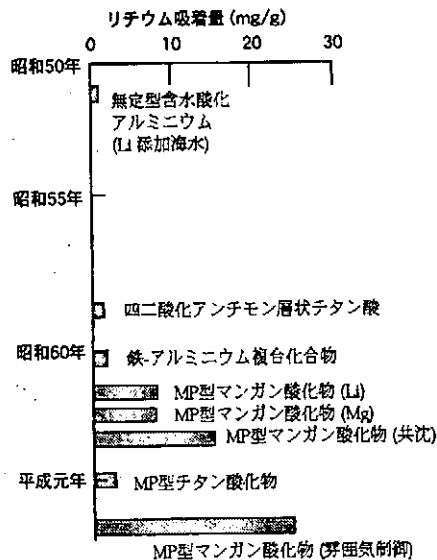 リチウム吸着量 (mg/g)
0 10 20 30
昭和50年
無定型含水酸化
アルミニウム
(Li 添加海水)
昭和55年
四二酸化アンチモン層状チタン酸
昭和60年
鉄-アルミニウム複合化合物
MP型マンガン酸化物 (Li)
MP型マンガン酸化物 (Mg)
MP型マンガン酸化物 (共沈)
平成元年
MP型チタン酸化物
MP型マンガン酸化物 (雰囲気制御)